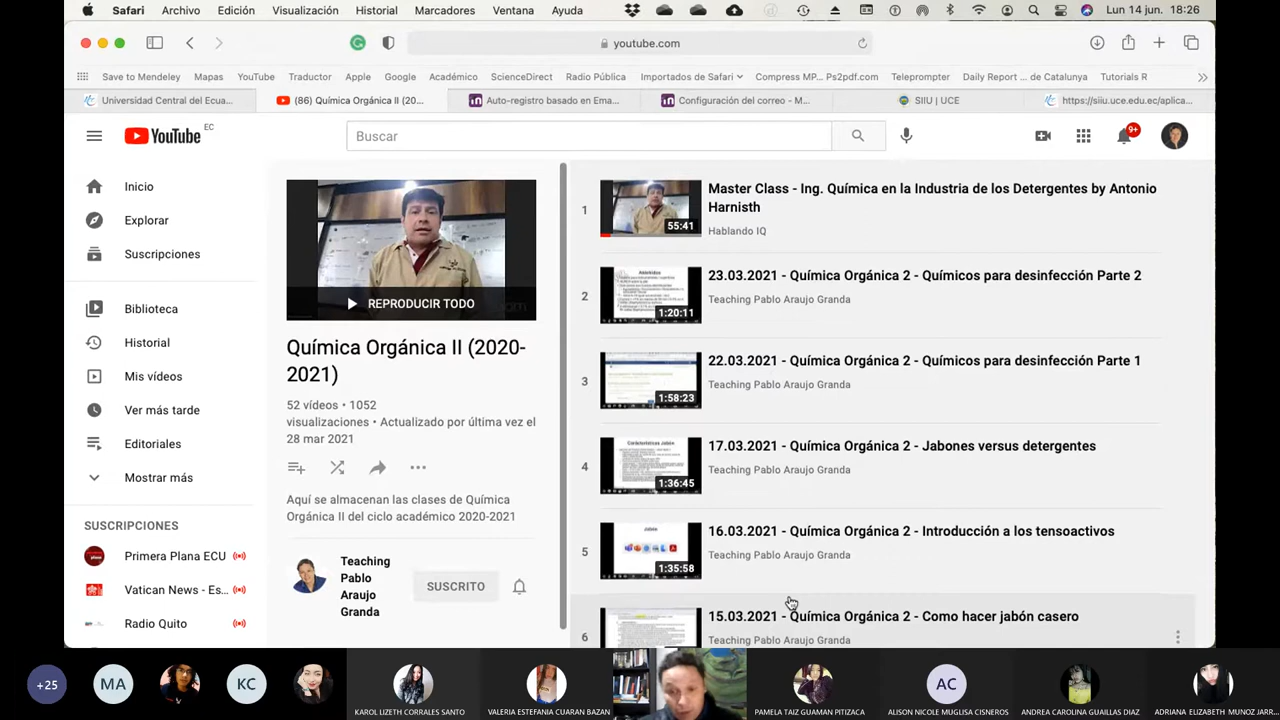 Safari Archivo Edición Visualización Historial Marcadores Ventana Ayuda Lun 14 jun. 18:26
youtube.com
Save to Mendeley Mapas YouTube Traductor Apple Google Académico ScienceDirect Radio Pública Importados de Safari Compress MP... Ps2pdf.com Teleprompter Daily Report ... de Catalunya Tutorials R
Universidad Central del Ecua... (86) Química Orgánica II (20... Auto-registro basado en Ema... Configuración del correo - M... SIIU | UCE https://siiu.uce.edu.ec/aplica...
YouTube EC
Buscar
9+
Inicio
Explorar
Suscripciones
Biblioteca
Historial
Mis vídeos
Ver más tarde
Editoriales
Mostrar más
SUSCRIPCIONES
Primera Plana ECU
Vatican News - Es...
Radio Quito
REPRODUCIR TODO
Química Orgánica II (2020-
2021)
52 vídeos • 1052
visualizaciones • Actualizado por última vez el
28 mar 2021
Aquí se almacenan las clases de Química
Orgánica II del ciclo académico 2020-2021
Teaching
Pablo
Araujo
Granda
SUSCRITO
1
55:41
Master Class - Ing. Química en la Industria de los Detergentes by Antonio
Harnisth
Hablando IQ
2
1:20:11
23.03.2021 - Química Orgánica 2 - Químicos para desinfección Parte 2
Teaching Pablo Araujo Granda
3
1:58:23
22.03.2021 - Química Orgánica 2 - Químicos para desinfección Parte 1
Teaching Pablo Araujo Granda
4
1:36:45
17.03.2021 - Química Orgánica 2 - Jabones versus detergentes
Teaching Pablo Araujo Granda
5
1:35:58
16.03.2021 - Química Orgánica 2 - Introducción a los tensoactivos
Teaching Pablo Araujo Granda
6
15.03.2021 - Química Orgánica 2 - Como hacer jabón casero
Teaching Pablo Araujo Granda
+25 MA KC AC
KAROL LIZETH CORRALES SANTO VALERIA ESTEFANIA CUARAN BAZAN PAMELA TAIZ GUAMAN PITIZACA ALISON NICOLE MUGLISA CISNEROS ANDREA CAROLINA GUAILLAS DIAZ ADRIANA ELIZABETH MUNOZ JARR...